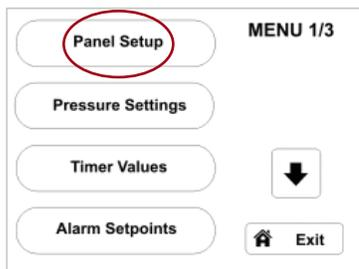 Panel Setup
MENU 1/3
Pressure Settings
Timer Values
Alarm Setpoints
Exit